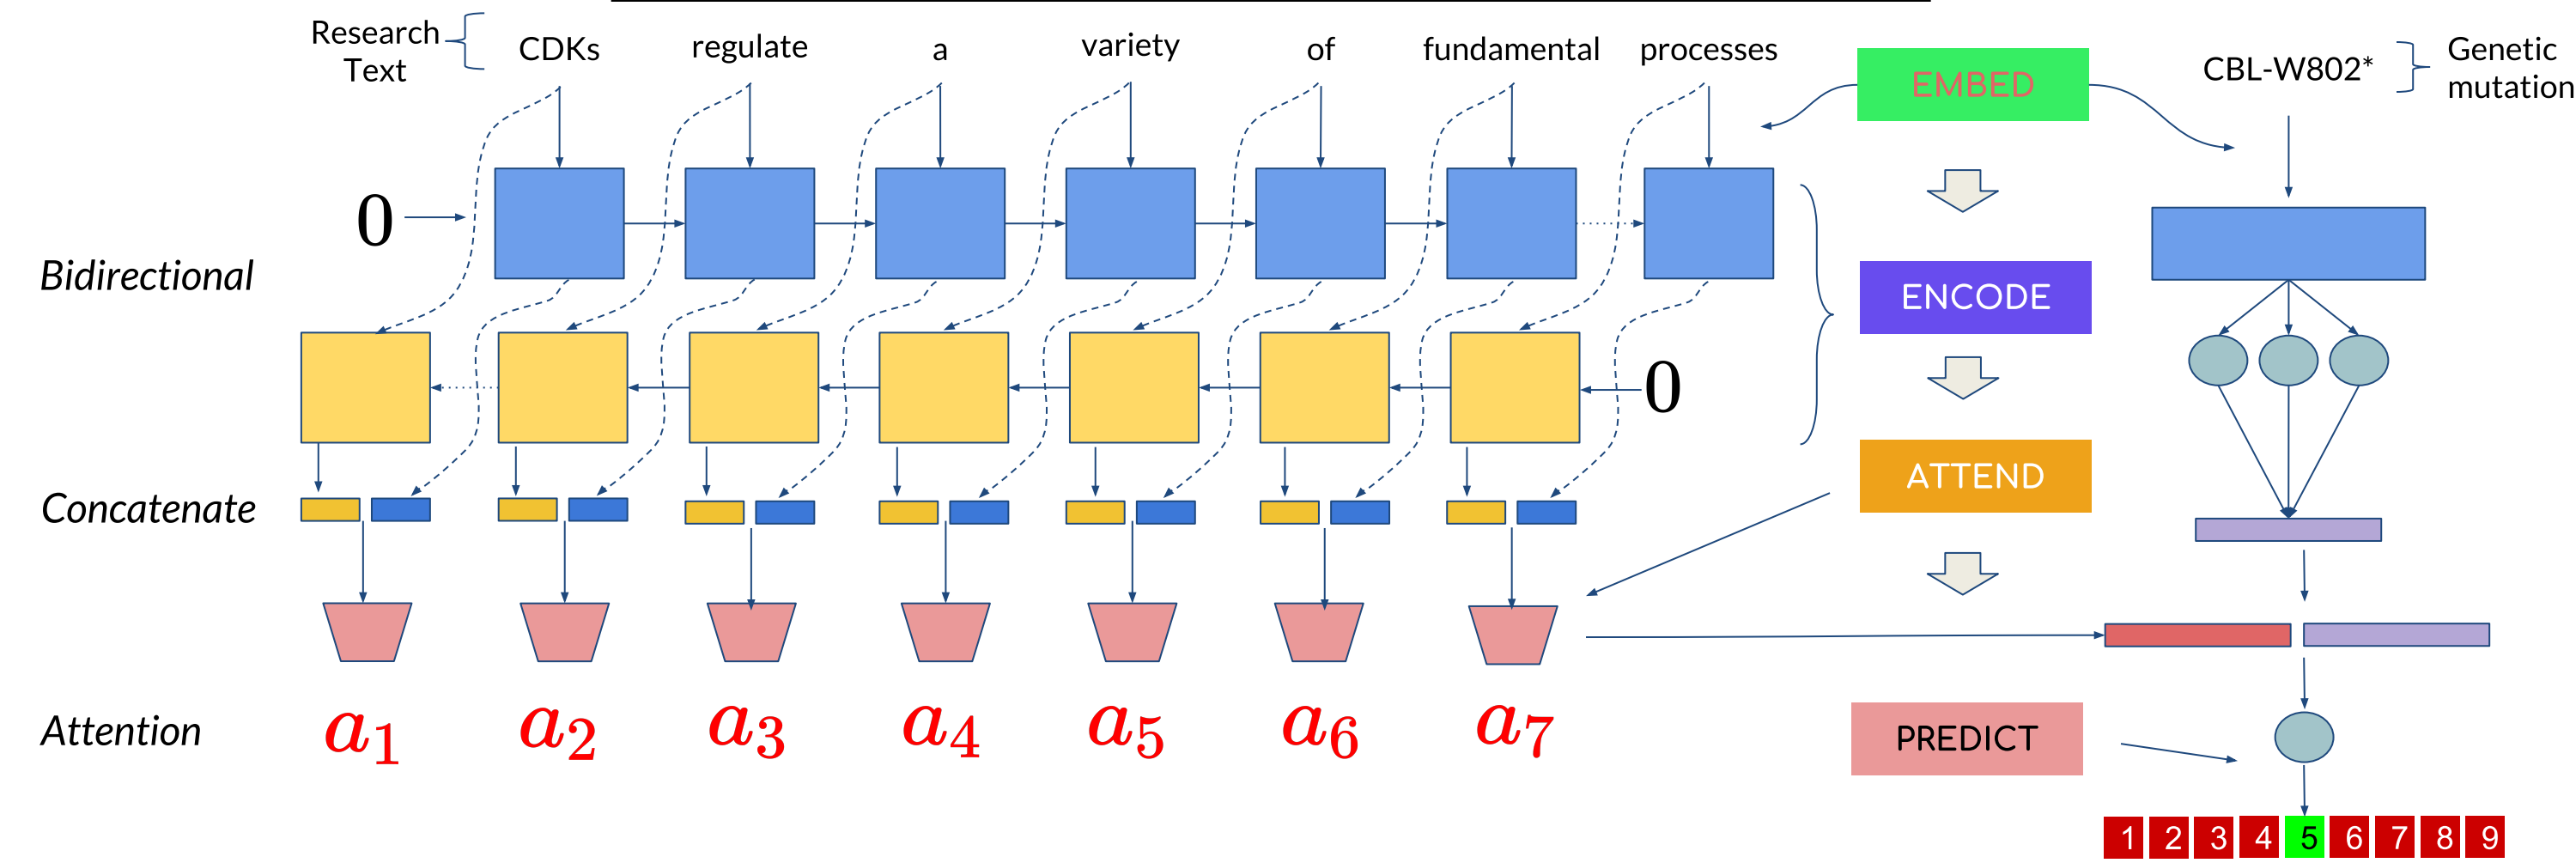 Research
Text
CDKs regulate a variety of fundamental processes
EMBED
CBL-W802*
Genetic
mutation
0
Bidirectional
ENCODE
0
ATTEND
Concatenate
Attention
a1 a2 a3 a4 a5 a6 a7
PREDICT
1 2 3 4 5 6 7 8 9